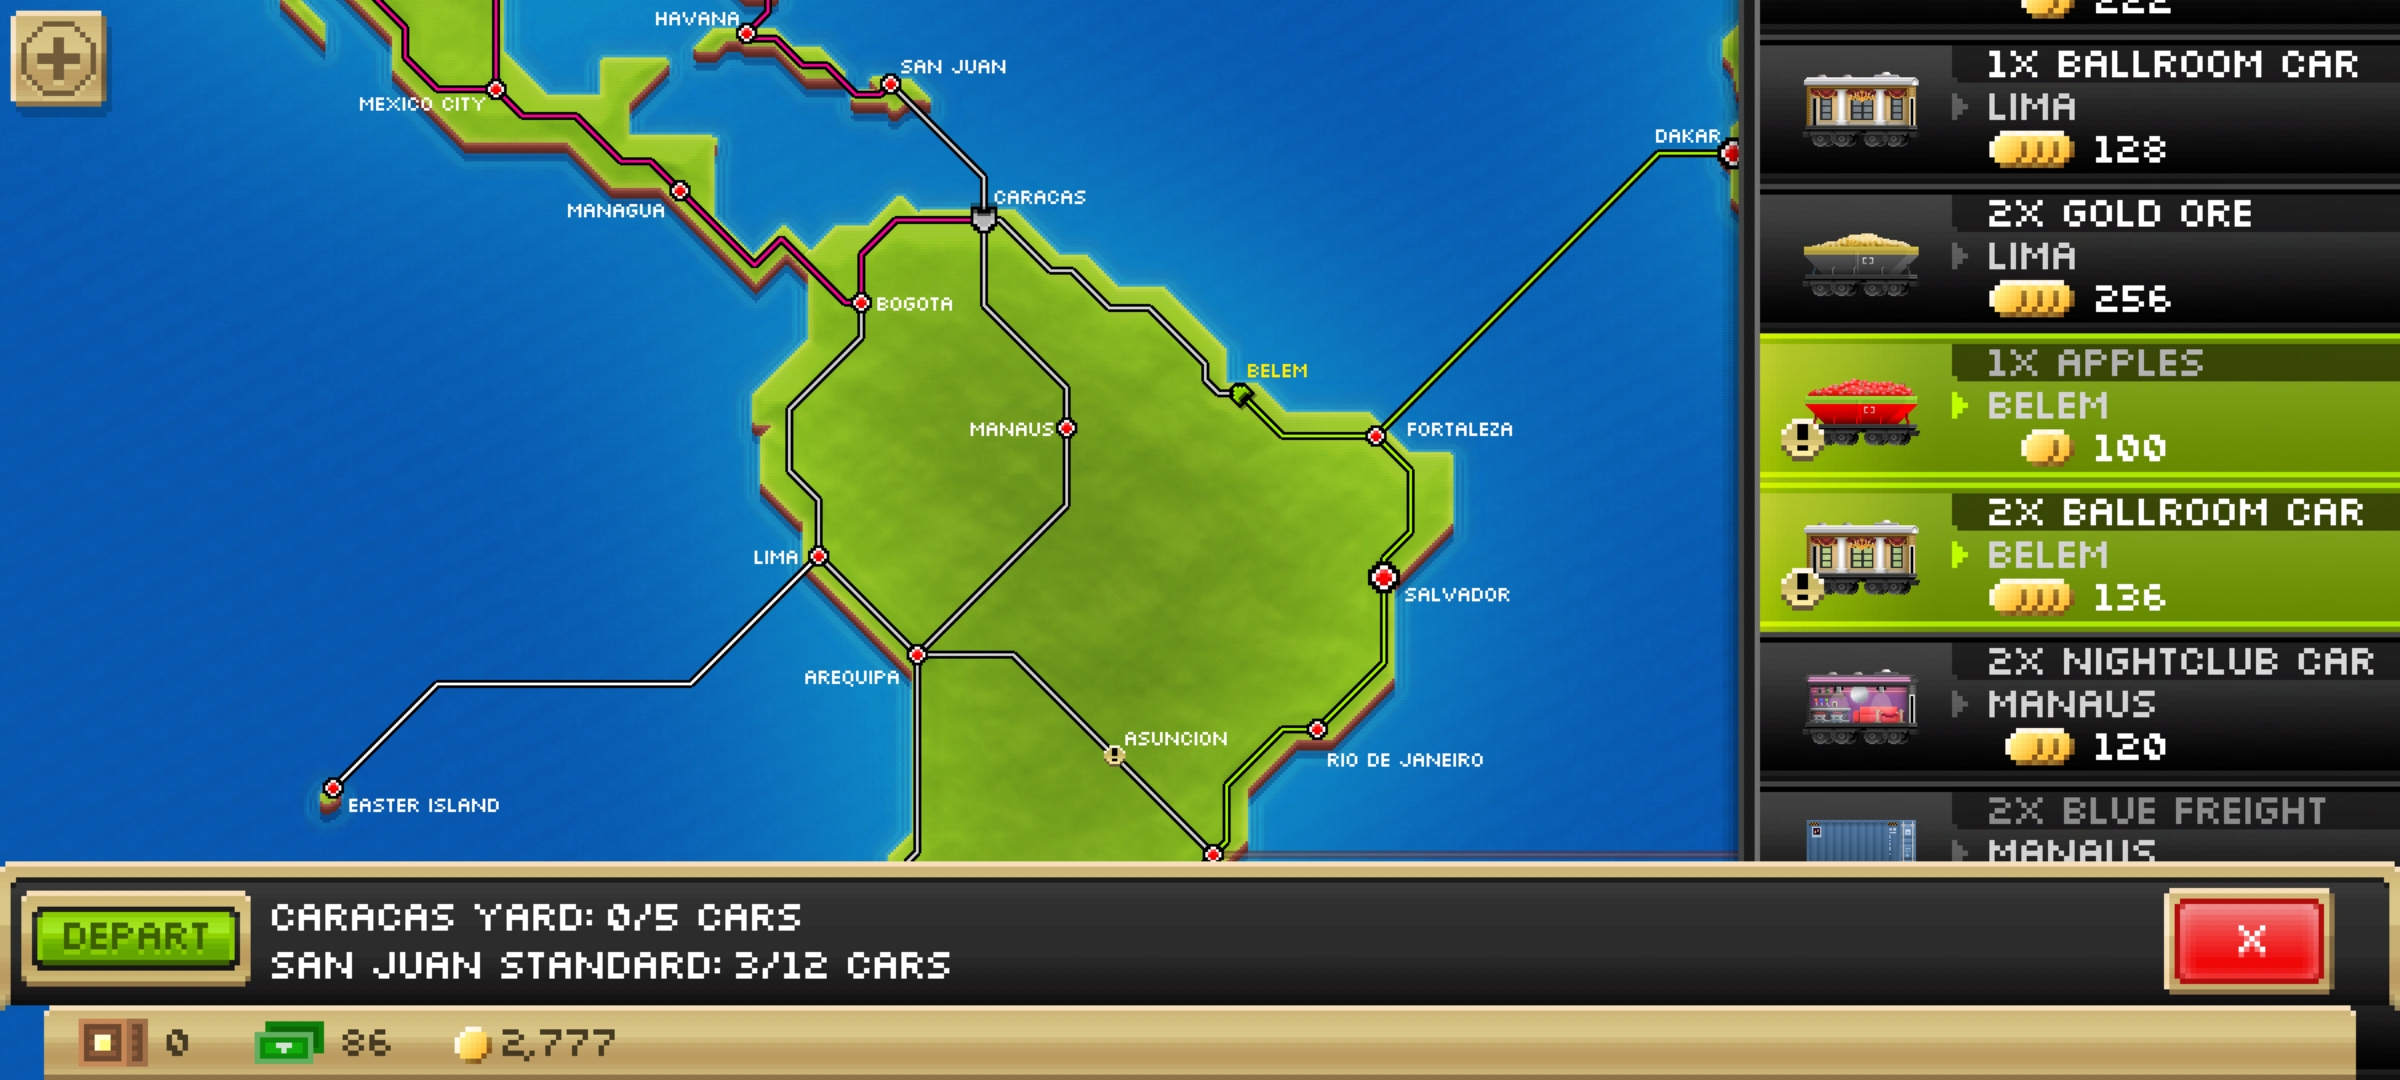 HAVANA
SAN JUAN
MEXICO CITY
DAKAR
MANAGUA
CARACAS
BOGOTA
BELEM
MANAUS
FORTALEZA
LIMA
SALVADOR
AREQUIPA
ASUNCION
RIO DE JANEIRO
EASTER ISLAND
222
1X BALLROOM CAR
LIMA
128
2X GOLD ORE
LIMA
256
1X APPLES
BELEM
100
2X BALLROOM CAR
BELEM
136
2X NIGHTCLUB CAR
MANAUS
120
2X BLUE FREIGHT
MANAUS
DEPART
CARACAS YARD: 0/5 CARS
SAN JUAN STANDARD: 3/12 CARS
X
0
86
2,777